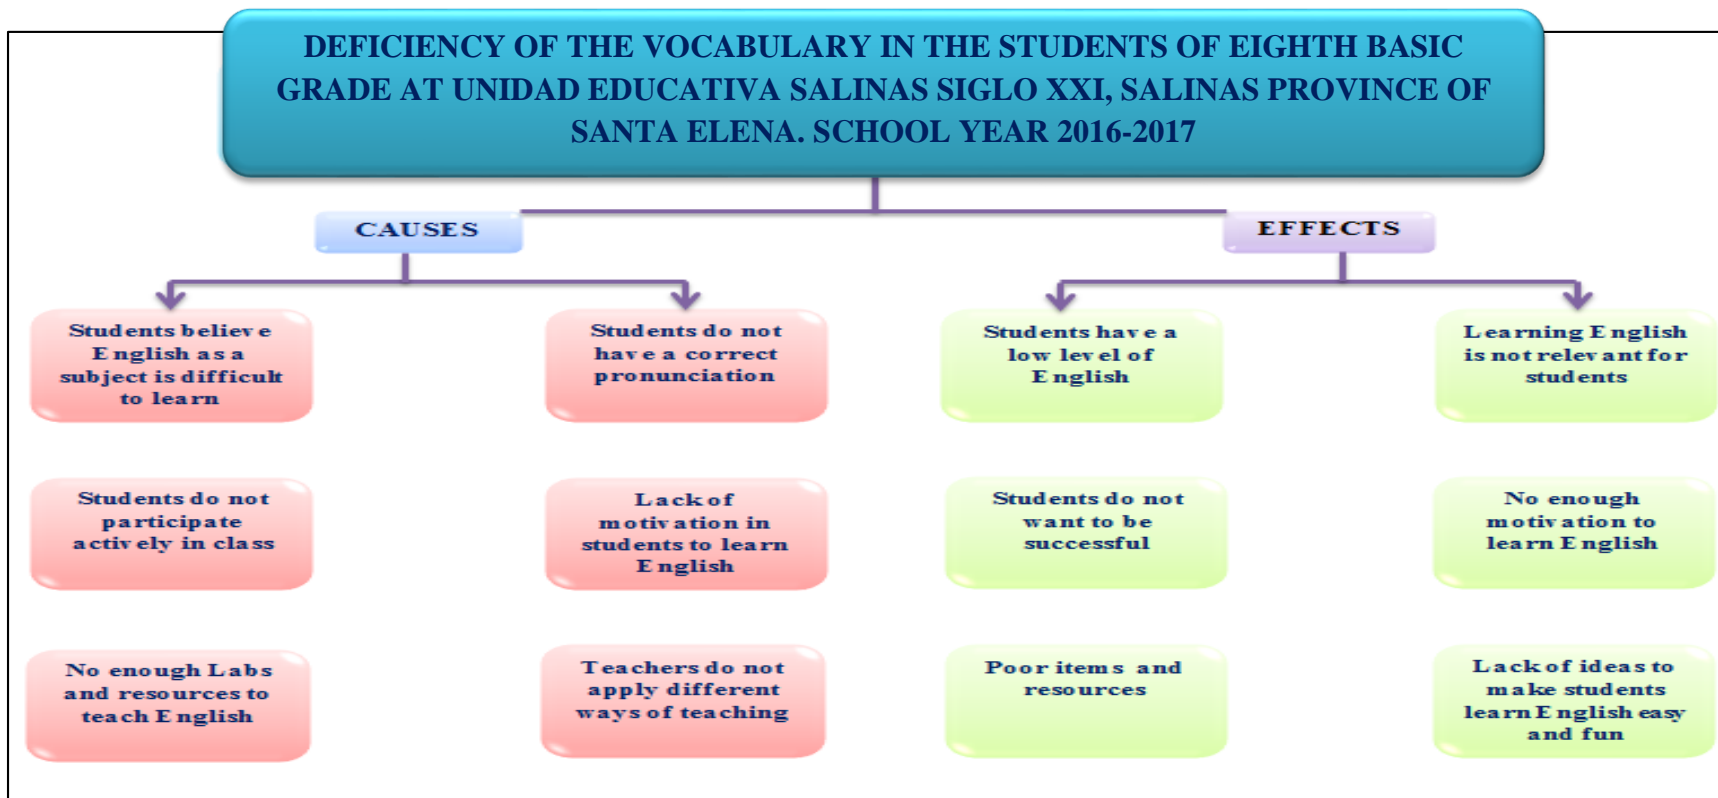 DEFICIENCY OF THE VOCABULARY IN THE STUDENTS OF EIGHTH BASIC
GRADE AT UNIDAD EDUCATIVA SALINAS SIGLO XXI, SALINAS PROVINCE OF
SANTA ELENA. SCHOOL YEAR 2016-2017
CAUSES
EFFECTS
Students believe
English as a
subject is difficult
to learn
Students do not
have a correct
pronunciation
Students have a
low level of
English
Learning English
is not relevant for
students
Students do not
participate
actively in class
Lack of
motivation in
students to learn
English
Students do not
want to be
successful
No enough
motivation to
learn English
No enough Labs
and resources to
teach English
Teachers do not
apply different
ways of teaching
Poor items and
resources
Lack of ideas to
make students
learn English easy
and fun